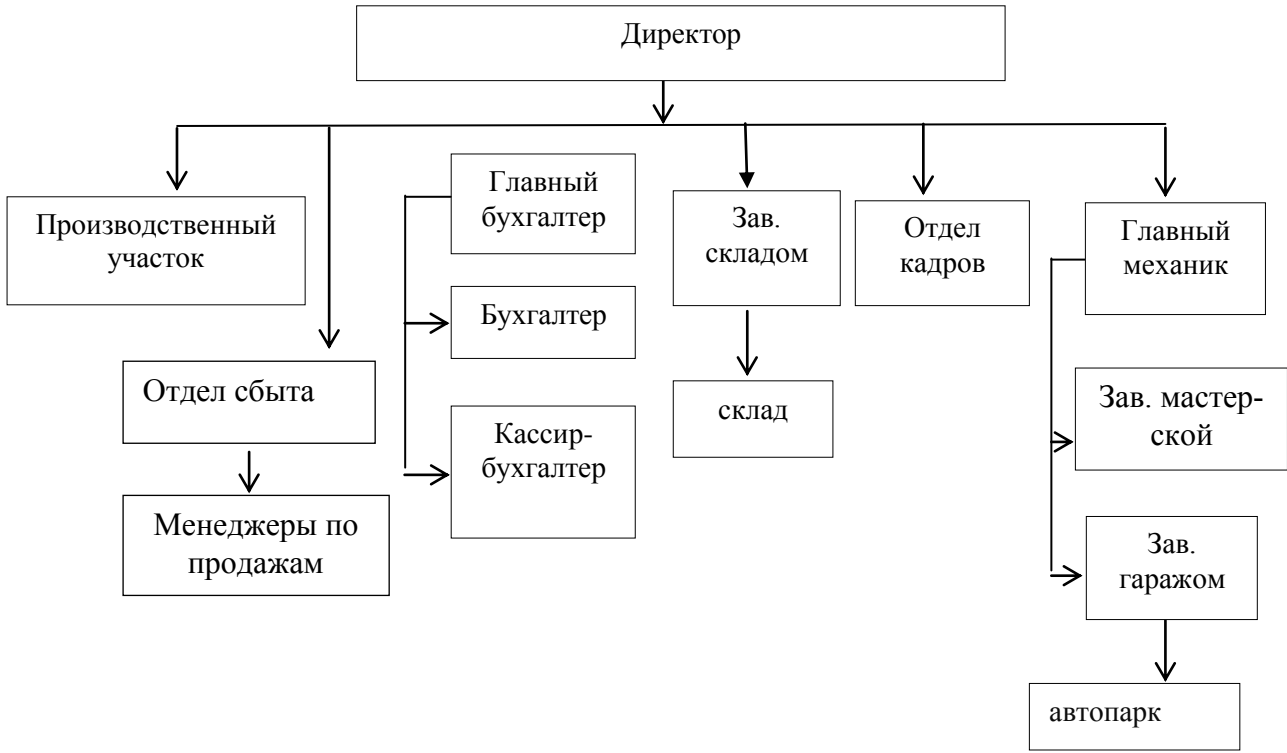 Директор
Производственный
участок
Главный
бухгалтер
Зав.
складом
Отдел
кадров
Главный
механик
Бухгалтер
Отдел сбыта
склад
Зав. мастер-
ской
Кассир-
бухгалтер
Менеджеры по
продажам
Зав.
гаражом
автопарк